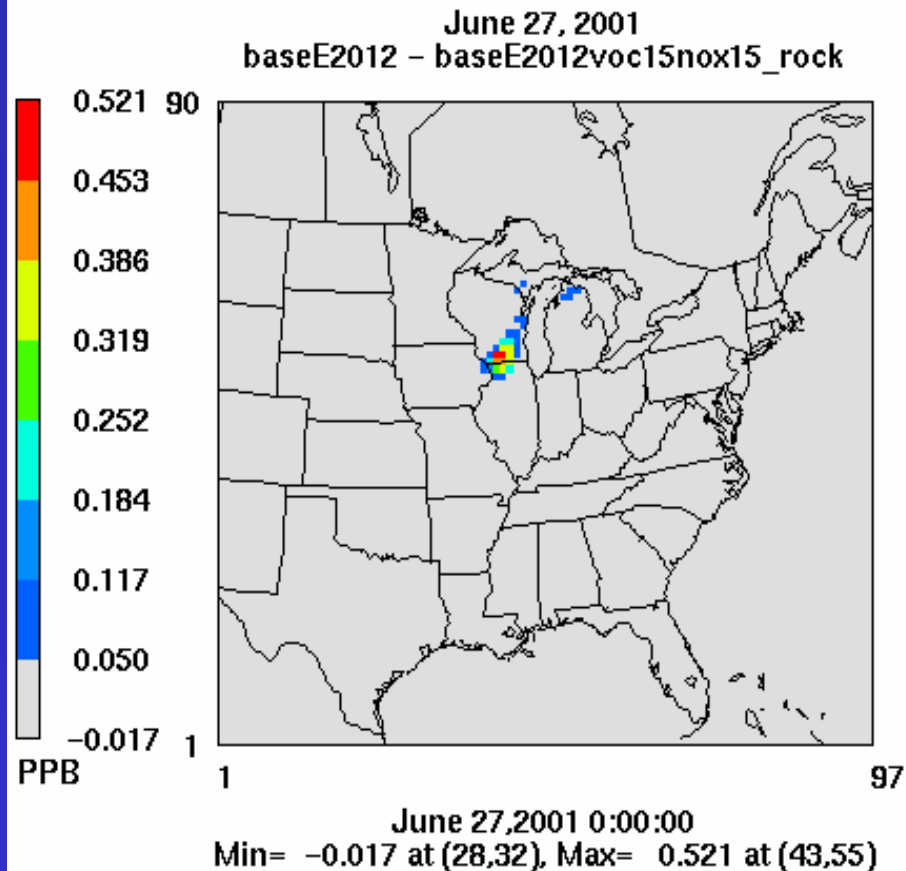 June 27, 2001
baseE2012 – baseE2012voc15nox15_rock
0.521
0.453
0.386
0.319
0.252
0.184
0.117
0.050
−0.017
PPB
90
1
1
97
June 27,2001 0:00:00
Min= −0.017 at (28,32), Max= 0.521 at (43,55)